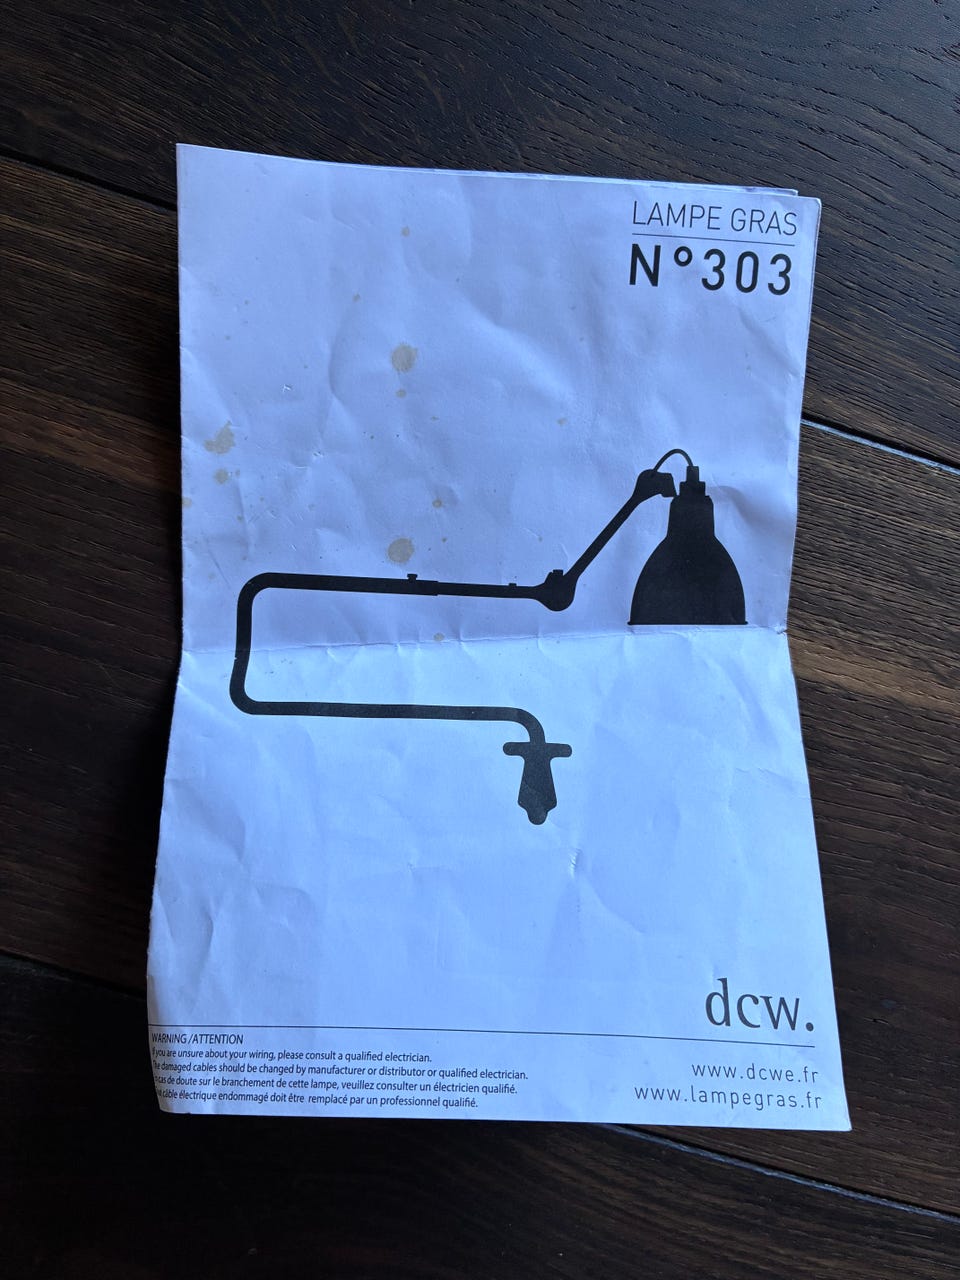 LAMPE GRAS
N°303
dcw.
WARNING/ATTENTION
you are unsure about your wiring, please consult a qualified electrician.
The damaged cables should be changed by manufacturer or distributor or qualified electrician.
cas de doute sur le branchement de cette lampe, veuillez consulter un électricien qualifié.
câble électrique endommagé doit être remplacé par un professionnel qualifié.
www.dcwe.fr
www.lampegras.fr